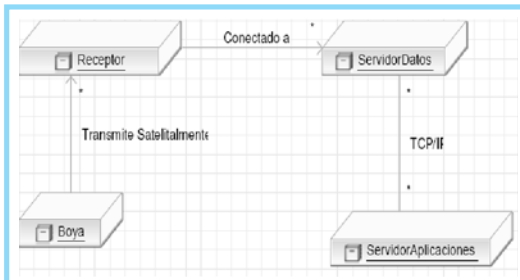 Conectado a
*
Receptor
ServidorDatos
*
*
Transmite Satelitalmente
TCP/IP
*
Boya
ServidorAplicaciones